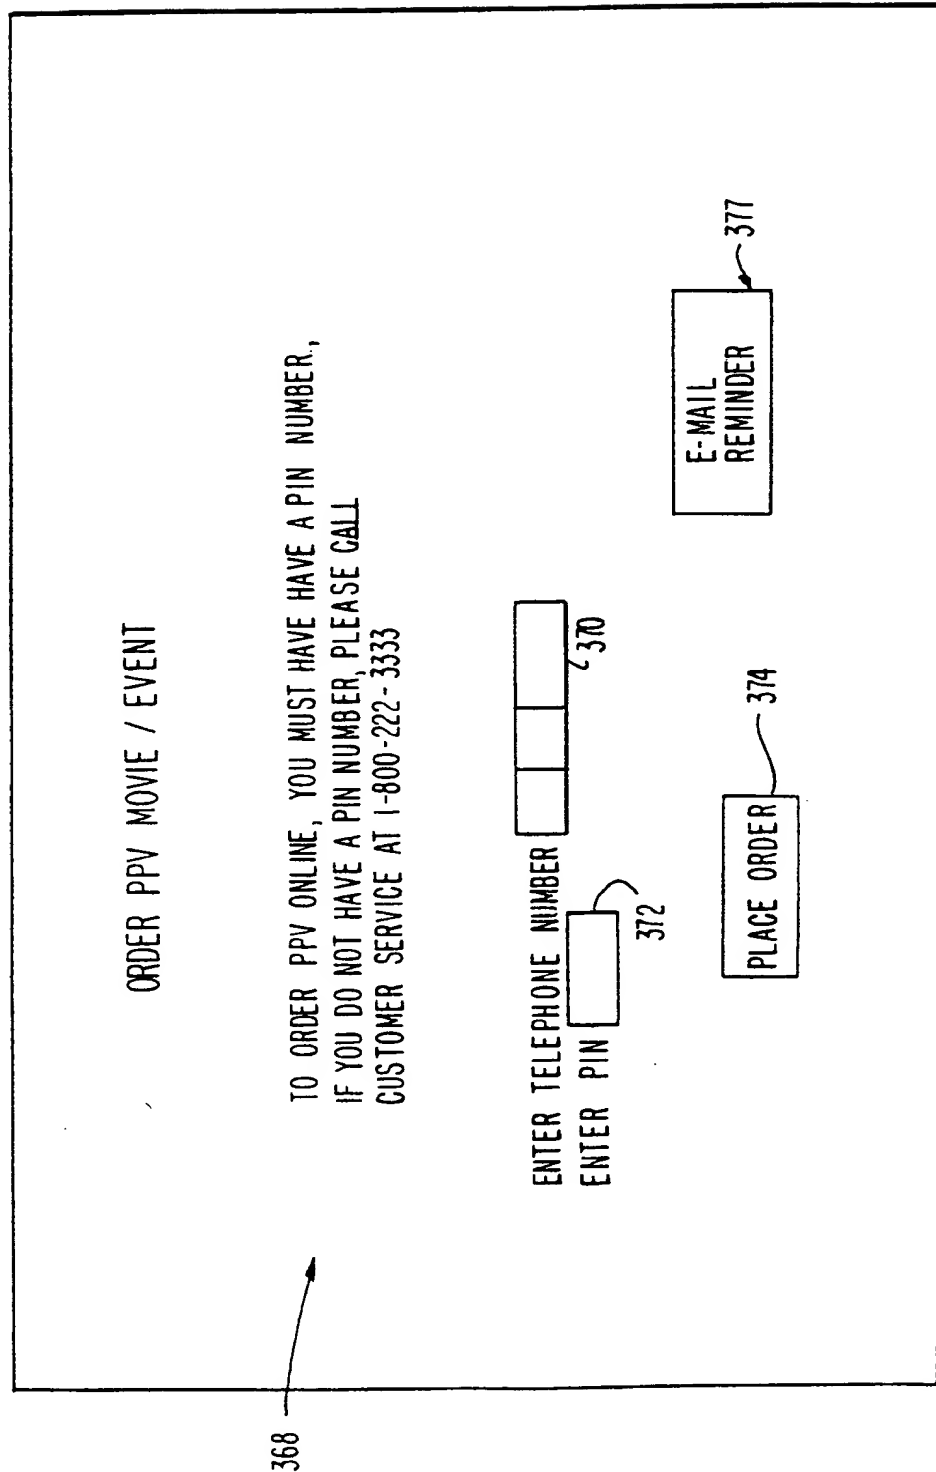 ORDER PPV MOVIE / EVENT
368
TO ORDER PPV ONLINE, YOU MUST HAVE HAVE A PIN NUMBER.,
IF YOU DO NOT HAVE A PIN NUMBER, PLEASE CALL
CUSTOMER SERVICE AT 1-800-222-3333
ENTER TELEPHONE NUMBER
370
ENTER PIN
372
PLACE ORDER
374
E-MAIL
REMINDER
377